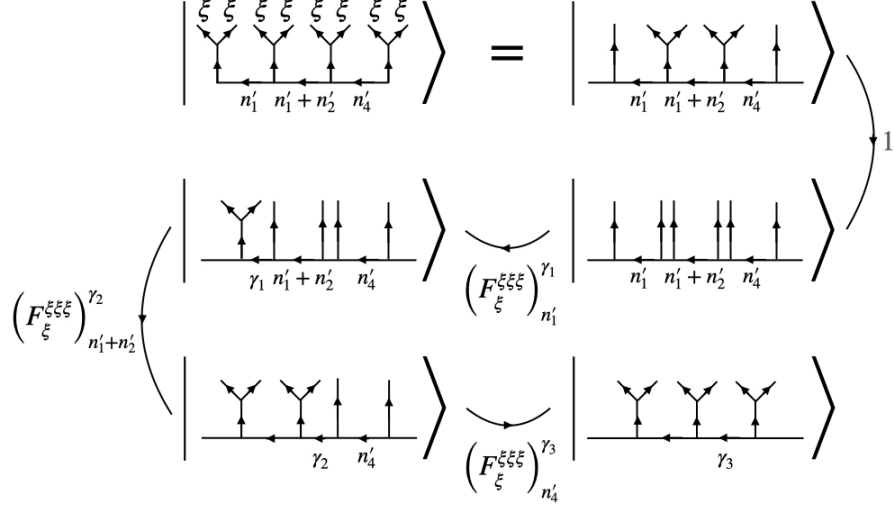 ξ ξ ξ ξ ξ ξ ξ ξ
=
n′₁ n′₁ + n′₂ n′₄
n′₁ n′₁ + n′₂ n′₄
1
γ₁ n′₁ + n′₂ n′₄
n′₁ n′₁ + n′₂ n′₄
(F^{ξξξ}_ξ)^{γ₁}_{n′₁}
(F^{ξξξ}_ξ)^{γ₂}_{n′₁+n′₂}
γ₂ n′₄
γ₃
(F^{ξξξ}_ξ)^{γ₃}_{n′₄}